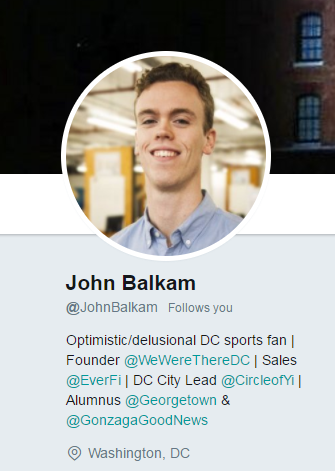 John Balkam
@JohnBalkam Follows you
Optimistic/delusional DC sports fan |
Founder @WeWereThereDC | Sales
@EverFi | DC City Lead @CircleofYi |
Alumnus @Georgetown &
@GonzagaGoodNews
Washington, DC